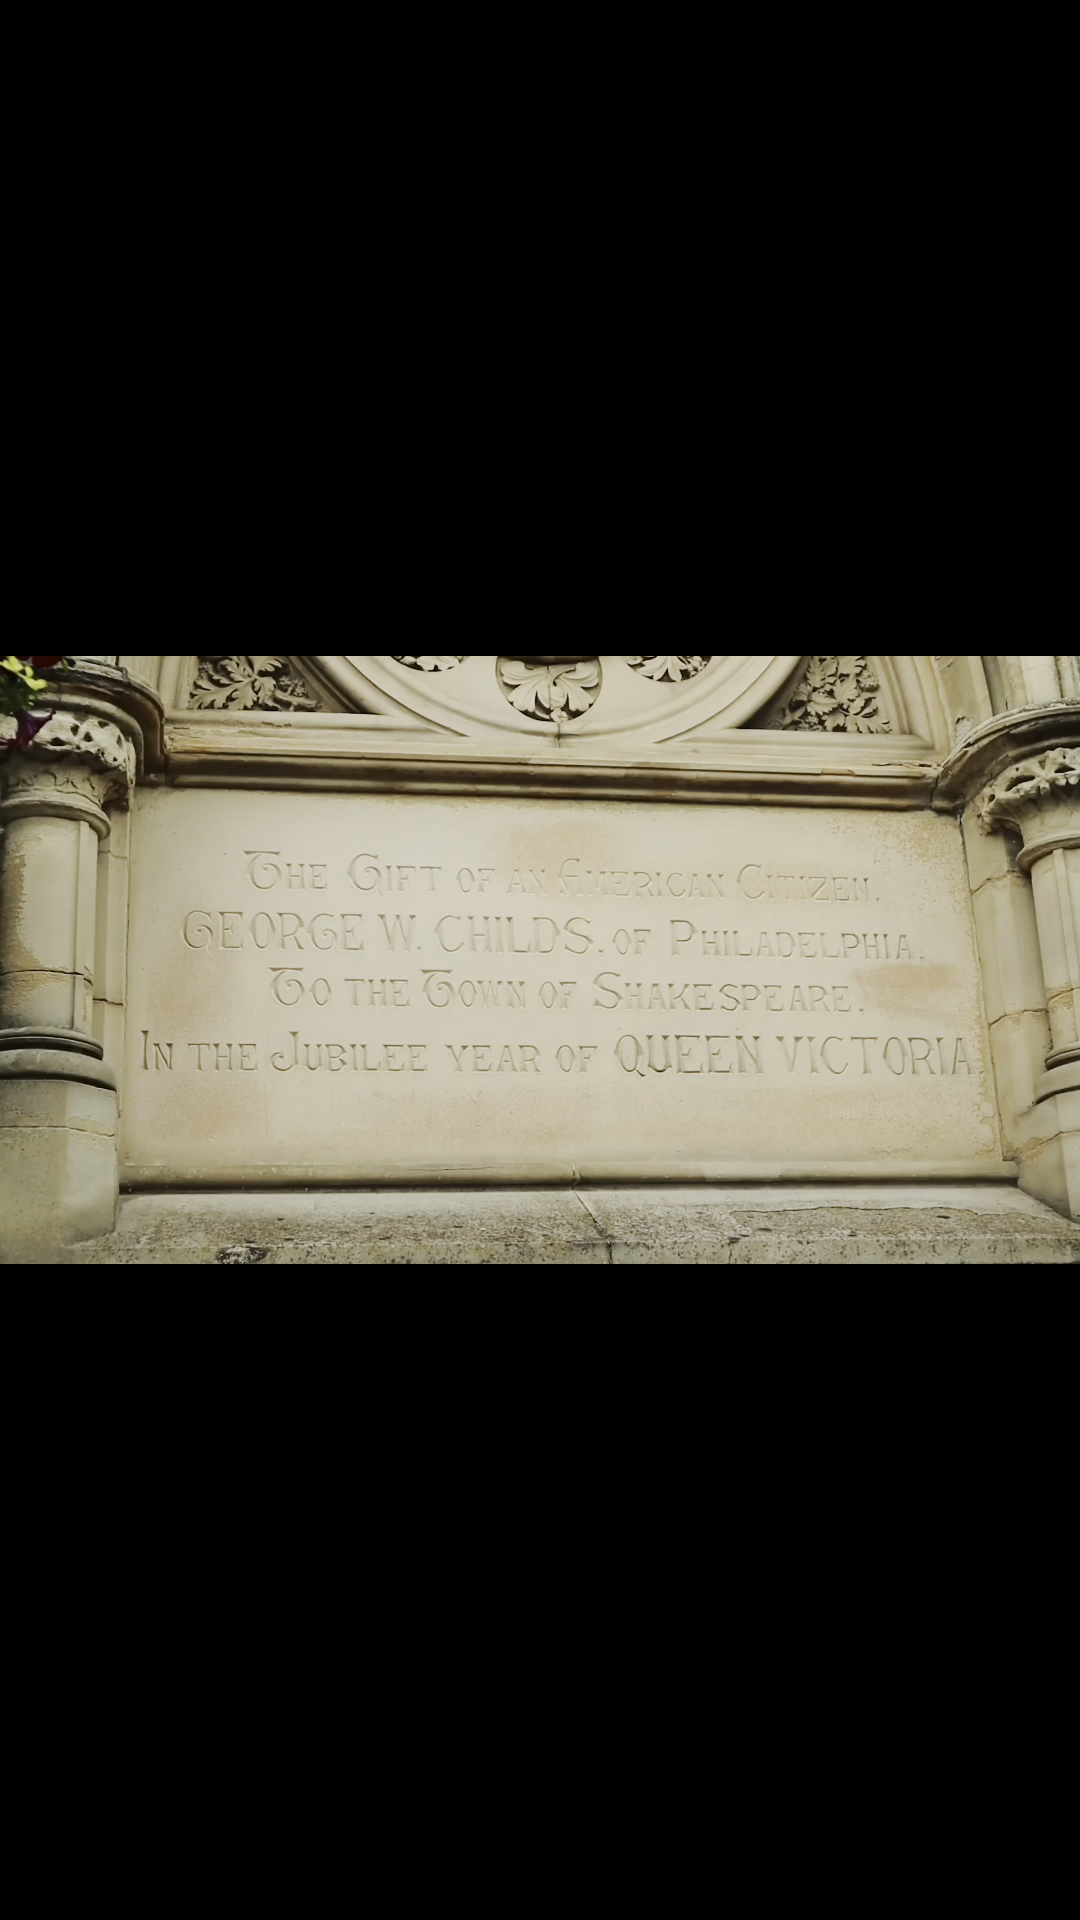 The Gift of an American Citizen.
GEORGE W. CHILDS. of Philadelphia.
To the Town of Shakespeare.
In the Jubilee year of QUEEN VICTORIA